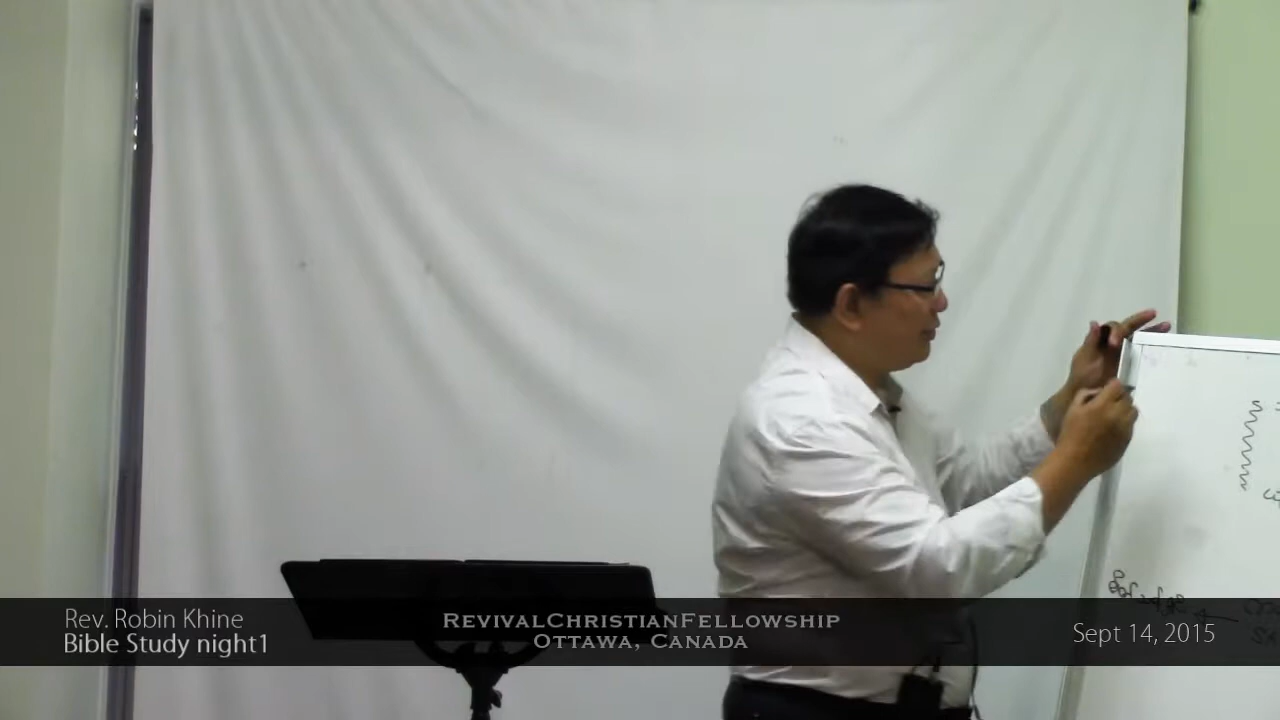 Rev. Robin Khine
Bible Study night1
RevivalChristianFellowship
Ottawa, Canada
Sept 14, 2015